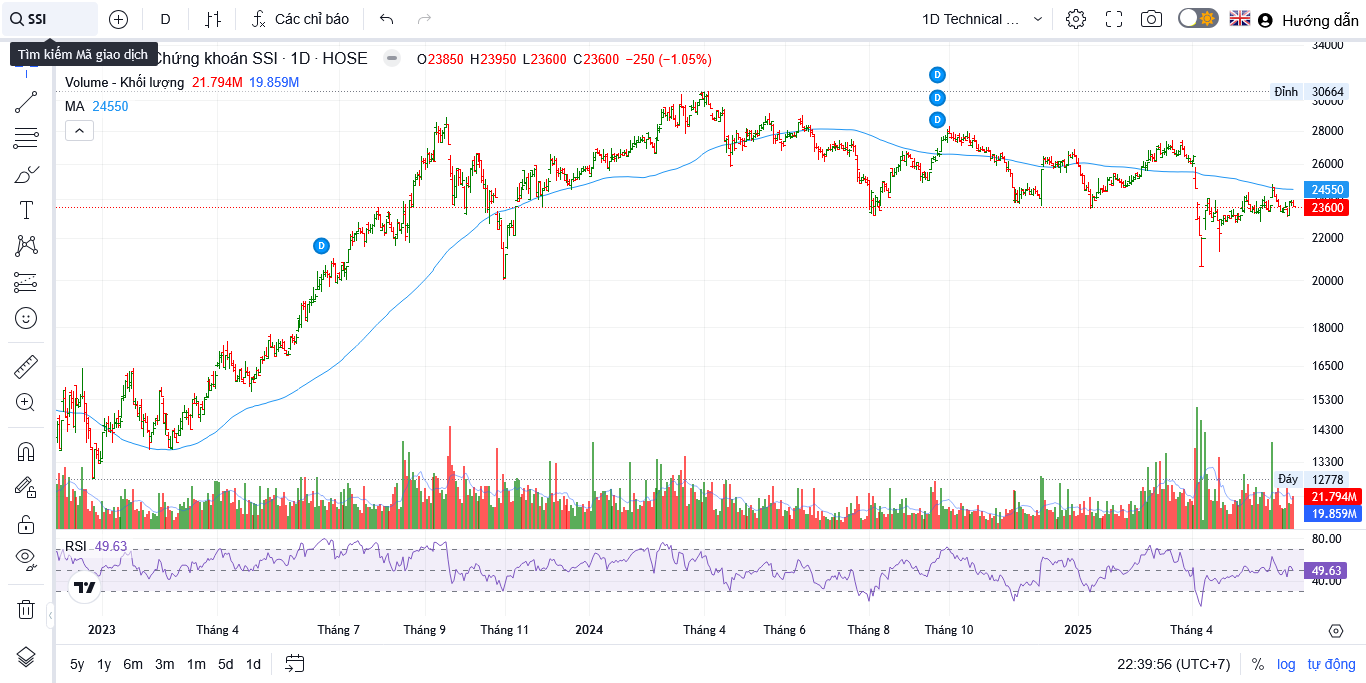 SSI
D
Các chỉ báo
1D Technical ...
Hướng dẫn
Tìm kiếm Mã giao dịch
Chứng khoán SSI · 1D · HOSE
O23850 H23950 L23600 C23600 −250 (−1.05%)
Volume - Khối lượng 21.794M 19.859M
MA 24550
D
D
D
D
34000
Đỉnh 30664
30000
28000
26000
24550
23600
22000
20000
18000
16500
15300
14300
13300
Đáy 12778
21.794M
19.859M
RSI 49.63
80.00
49.63
40.00
2023 Tháng 4 Tháng 7 Tháng 9 Tháng 11 2024 Tháng 4 Tháng 6 Tháng 8 Tháng 10 2025 Tháng 4
5y 1y 6m 3m 1m 5d 1d
22:39:56 (UTC+7) % log tự động